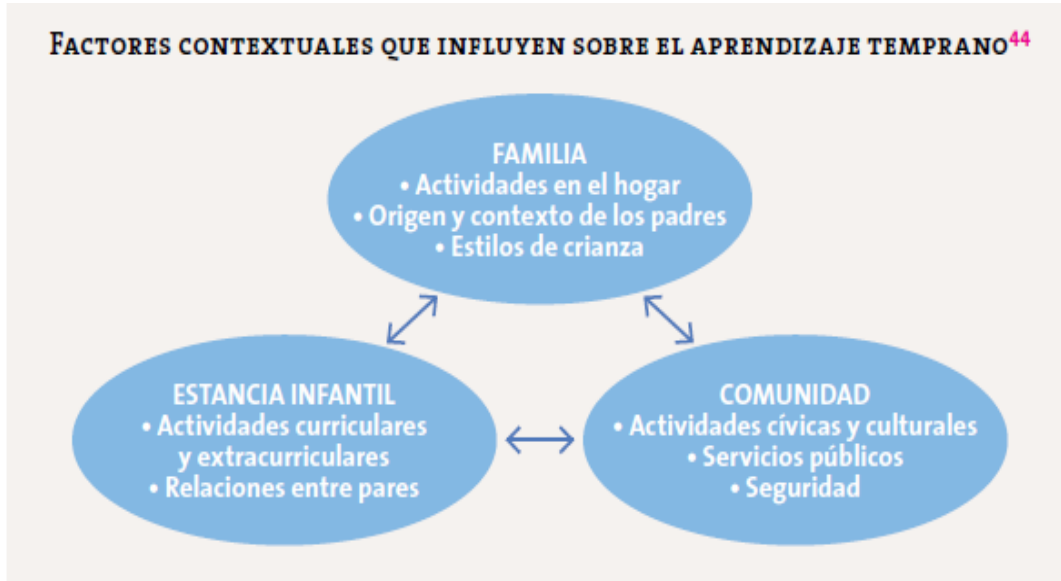 FACTORES CONTEXTUALES QUE INFLUYEN SOBRE EL APRENDIZAJE TEMPRANO44
FAMILIA
• Actividades en el hogar
• Origen y contexto de los padres
• Estilos de crianza
ESTANCIA INFANTIL
• Actividades curriculares
y extracurriculares
• Relaciones entre pares
COMUNIDAD
• Actividades cívicas y culturales
• Servicios públicos
• Seguridad